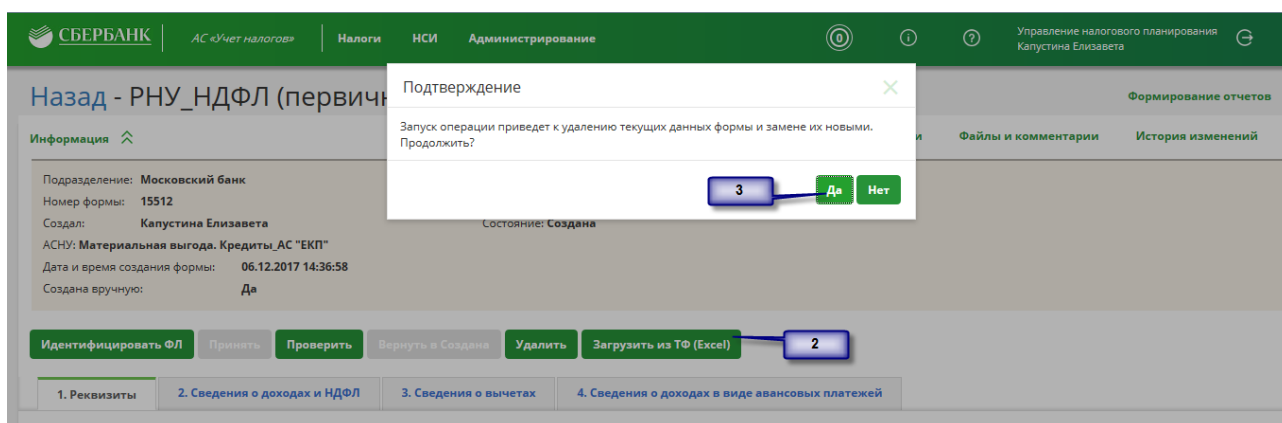 СБЕРБАНК АС «Учет налогов» Налоги НСИ Администрирование 0 i ? Управление налогового планирования
Капустина Елизавета
Подтверждение
Назад - РНУ_НДФЛ (первичн
Формирование отчетов
Запуск операции приведет к удалению текущих данных формы и замене их новыми.
Продолжить?
Информация и Файлы и комментарии История изменений
3 Да Нет
Подразделение: Московский банк
Номер формы: 15512
Создал: Капустина Елизавета Состояние: Создана
АСНУ: Материальная выгода. Кредиты_АС "ЕКП"
Дата и время создания формы: 06.12.2017 14:36:58
Создана вручную: Да
Идентифицировать ФЛ Принять Проверить Вернуть в Создана Удалить Загрузить из ТФ (Excel) 2
1. Реквизиты 2. Сведения о доходах и НДФЛ 3. Сведения о вычетах 4. Сведения о доходах в виде авансовых платежей